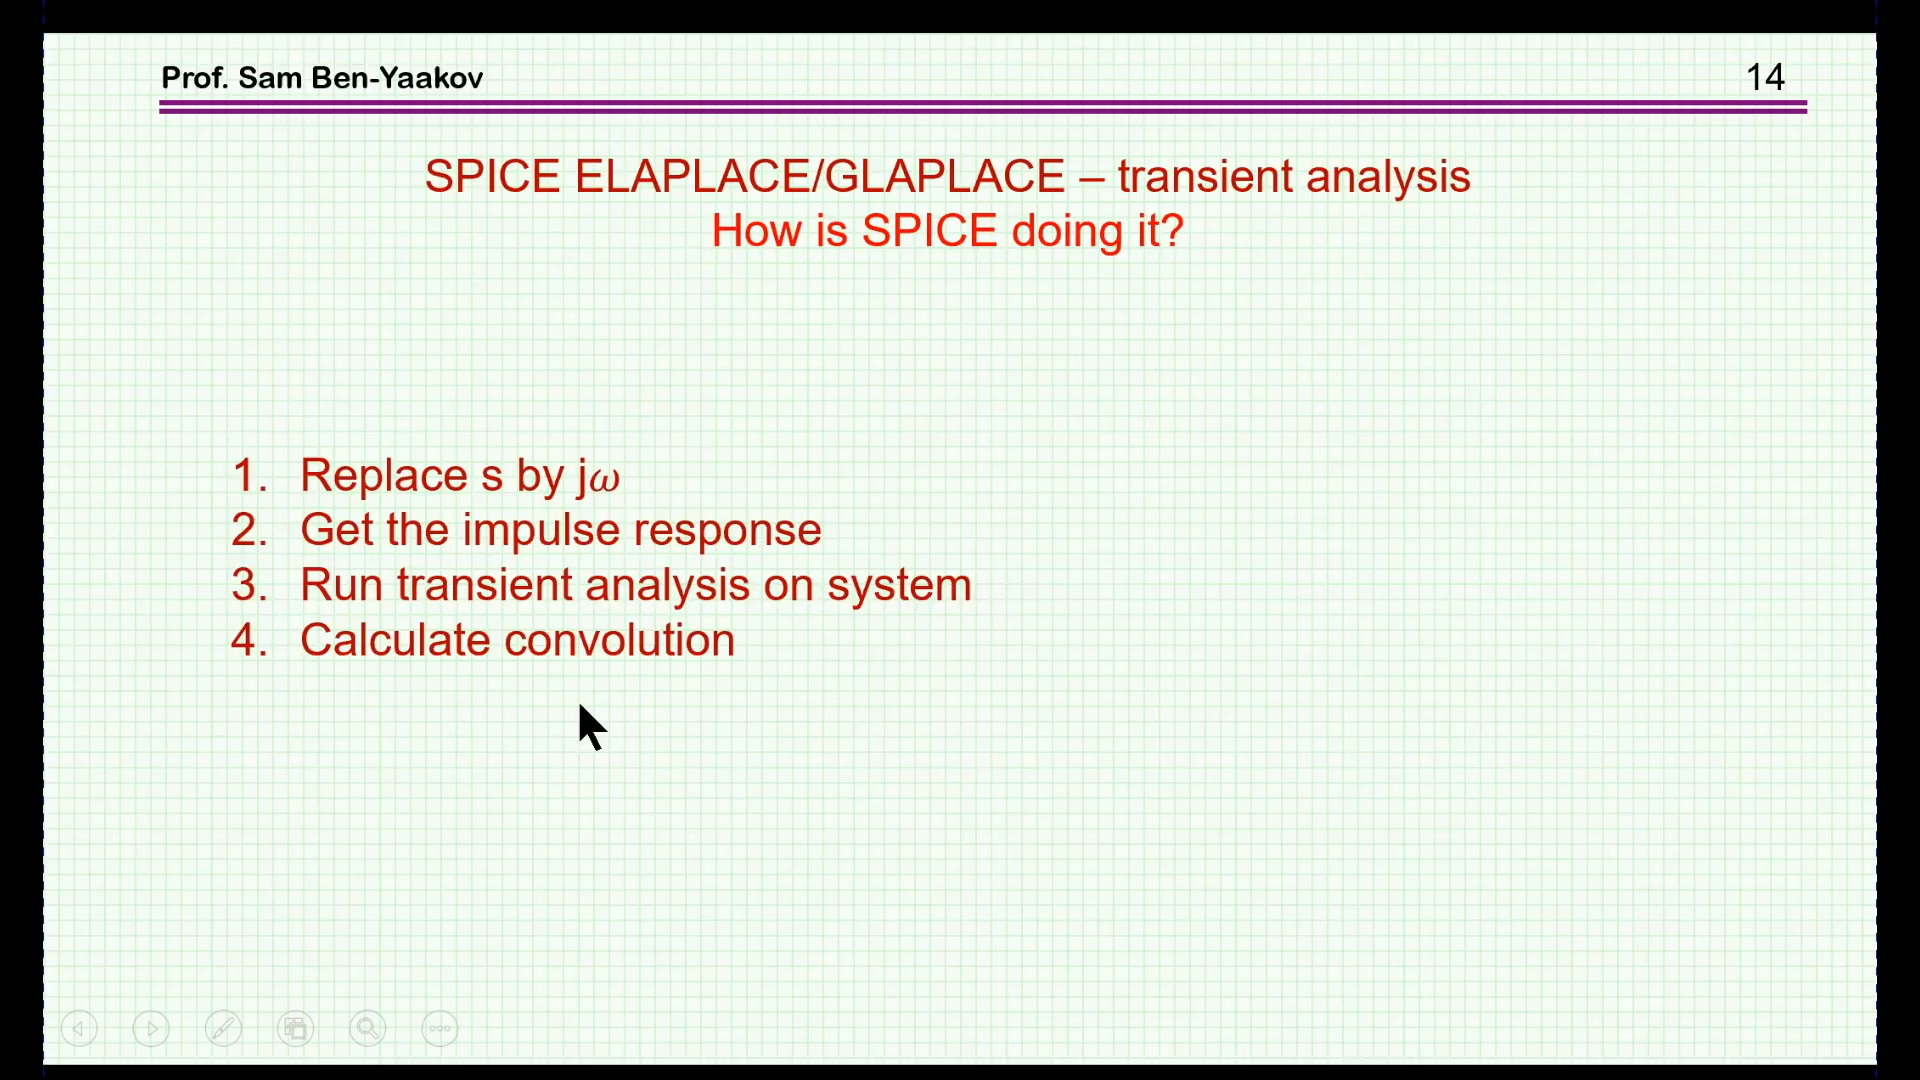 Prof. Sam Ben-Yaakov
14
SPICE ELAPLACE/GLAPLACE – transient analysis
How is SPICE doing it?
1. Replace s by jω
2. Get the impulse response
3. Run transient analysis on system
4. Calculate convolution